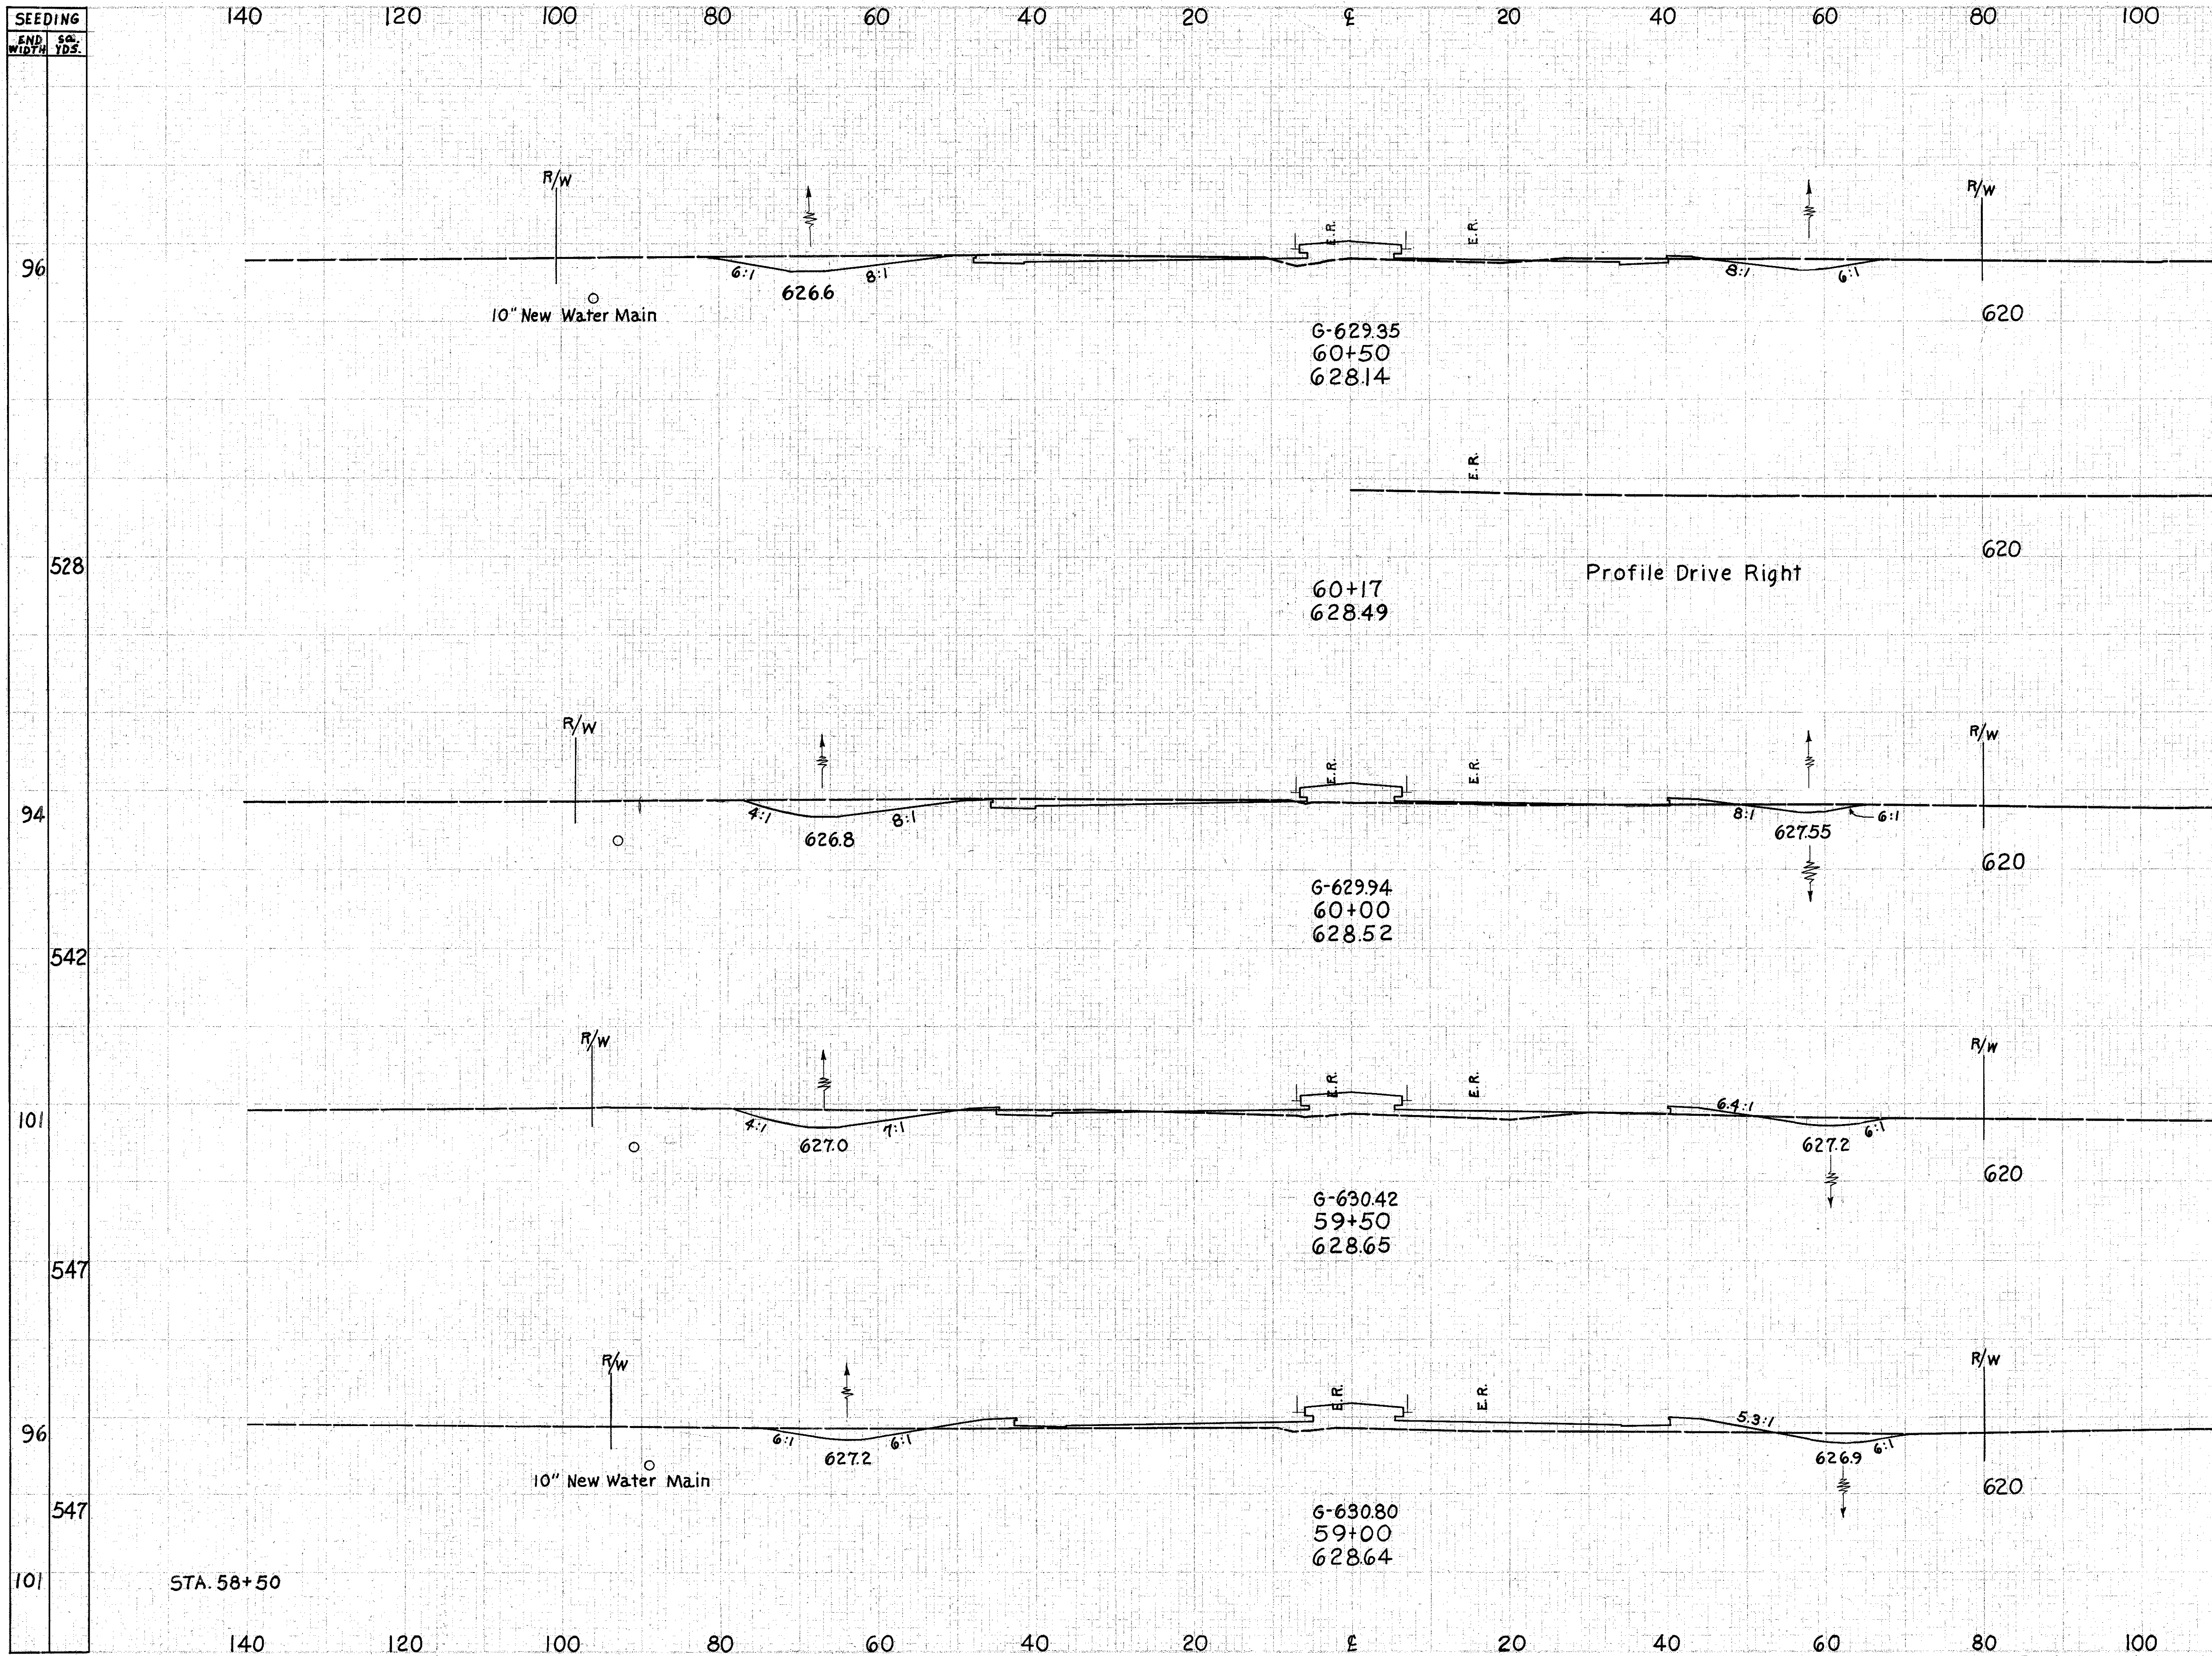 SEEDING
END WIDTH
SQ. YDS.
140 120 100 80 60 40 20 ℄ 20 40 60 80 100
R/W
E.R.
E.R.
R/W
96
6:1
8:1
8:1
6:1
626.6
10" New Water Main
620
G-629.35
60+50
628.14
E.R.
620
528
Profile Drive Right
60+17
628.49
R/W
E.R.
E.R.
R/W
94
4:1
8:1
8:1
6:1
626.8
627.55
620
G-629.94
60+00
628.52
542
R/W
E.R.
E.R.
R/W
101
4:1
7:1
6.4:1
6:1
627.0
627.2
620
G-630.42
59+50
628.65
547
R/W
E.R.
E.R.
R/W
96
6:1
6:1
5.3:1
6:1
627.2
626.9
10" New Water Main
620
547
G-630.80
59+00
628.64
101
STA. 58+50
140 120 100 80 60 40 20 ℄ 20 40 60 80 100